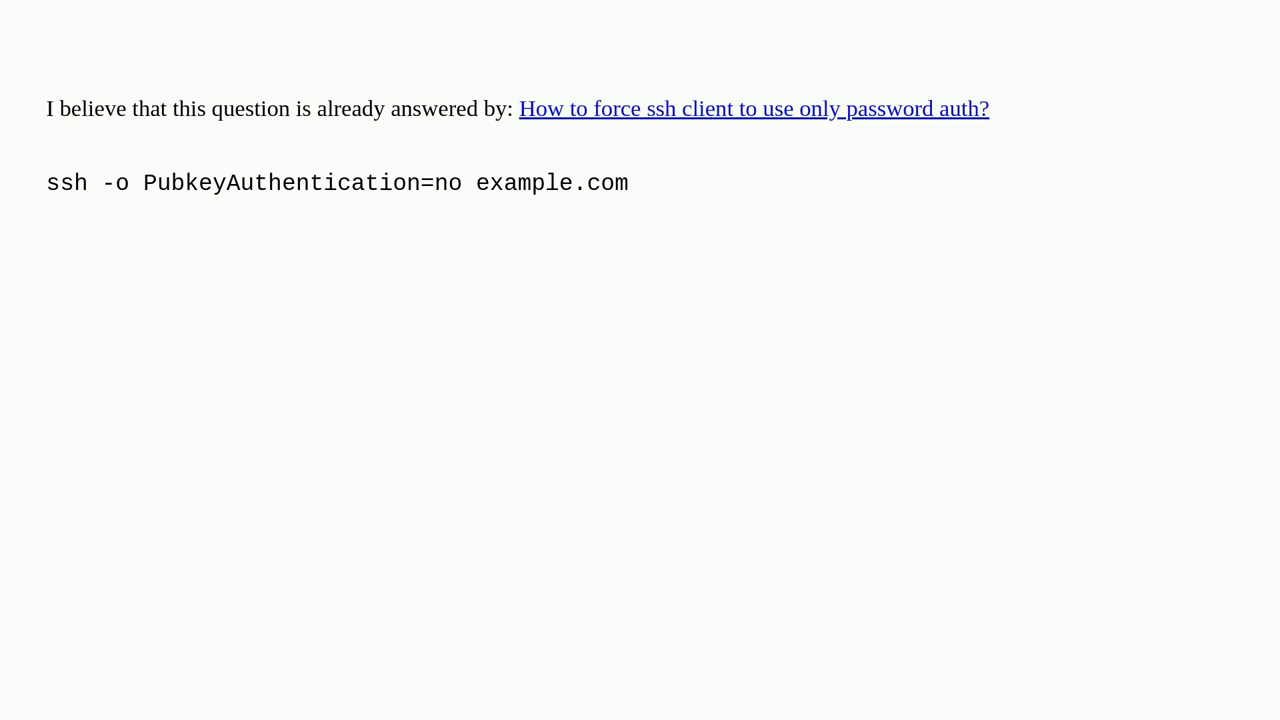 I believe that this question is already answered by: How to force ssh client to use only password auth?
ssh -o PubkeyAuthentication=no example.com